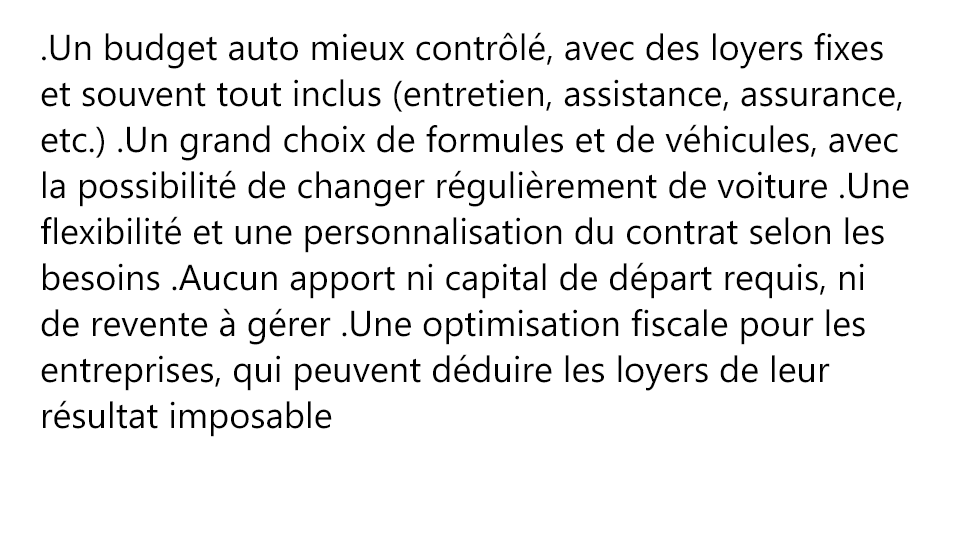 .Un budget auto mieux contrôlé, avec des loyers fixes
et souvent tout inclus (entretien, assistance, assurance,
etc.) .Un grand choix de formules et de véhicules, avec
la possibilité de changer régulièrement de voiture .Une
flexibilité et une personnalisation du contrat selon les
besoins .Aucun apport ni capital de départ requis, ni
de revente à gérer .Une optimisation fiscale pour les
entreprises, qui peuvent déduire les loyers de leur
résultat imposable